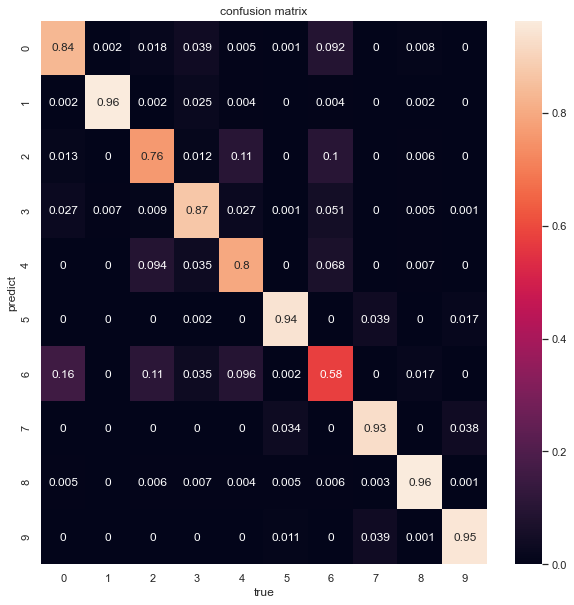 confusion matrix
0 0.84 0.002 0.018 0.039 0.005 0.001 0.092 0 0.008 0
1 0.002 0.96 0.002 0.025 0.004 0 0.004 0 0.002 0
2 0.013 0 0.76 0.012 0.11 0 0.1 0 0.006 0
3 0.027 0.007 0.009 0.87 0.027 0.001 0.051 0 0.005 0.001
4 0 0 0.094 0.035 0.8 0 0.068 0 0.007 0
5 0 0 0 0.002 0 0.94 0 0.039 0 0.017
6 0.16 0 0.11 0.035 0.096 0.002 0.58 0 0.017 0
7 0 0 0 0 0 0.034 0 0.93 0 0.038
8 0.005 0 0.006 0.007 0.004 0.005 0.006 0.003 0.96 0.001
9 0 0 0 0 0 0.011 0 0.039 0.001 0.95
0 1 2 3 4 5 6 7 8 9
predict
true
0.8
0.6
0.4
0.2
0.0